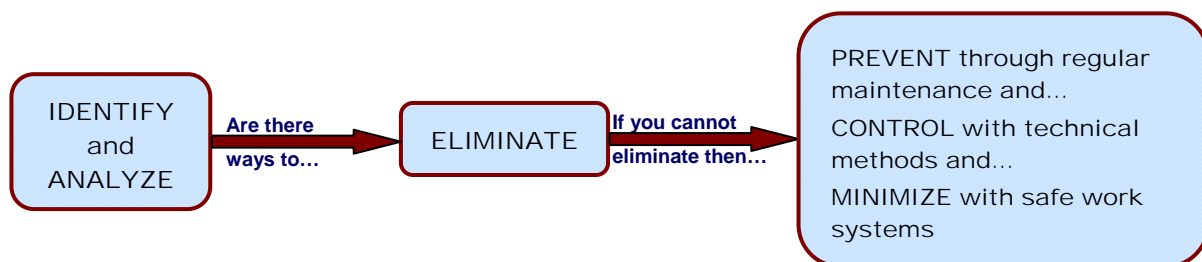 IDENTIFY
and
ANALYZE
Are there
ways to…
ELIMINATE
If you cannot
eliminate then…
PREVENT through regular
maintenance and…
CONTROL with technical
methods and…
MINIMIZE with safe work
systems